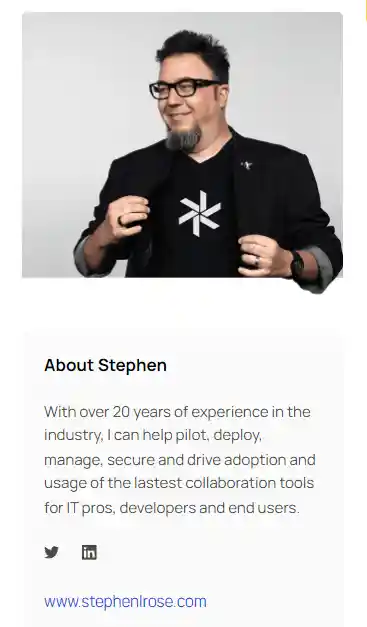 About Stephen
With over 20 years of experience in the
industry, I can help pilot, deploy,
manage, secure and drive adoption and
usage of the lastest collaboration tools
for IT pros, developers and end users.
www.stephenlrose.com